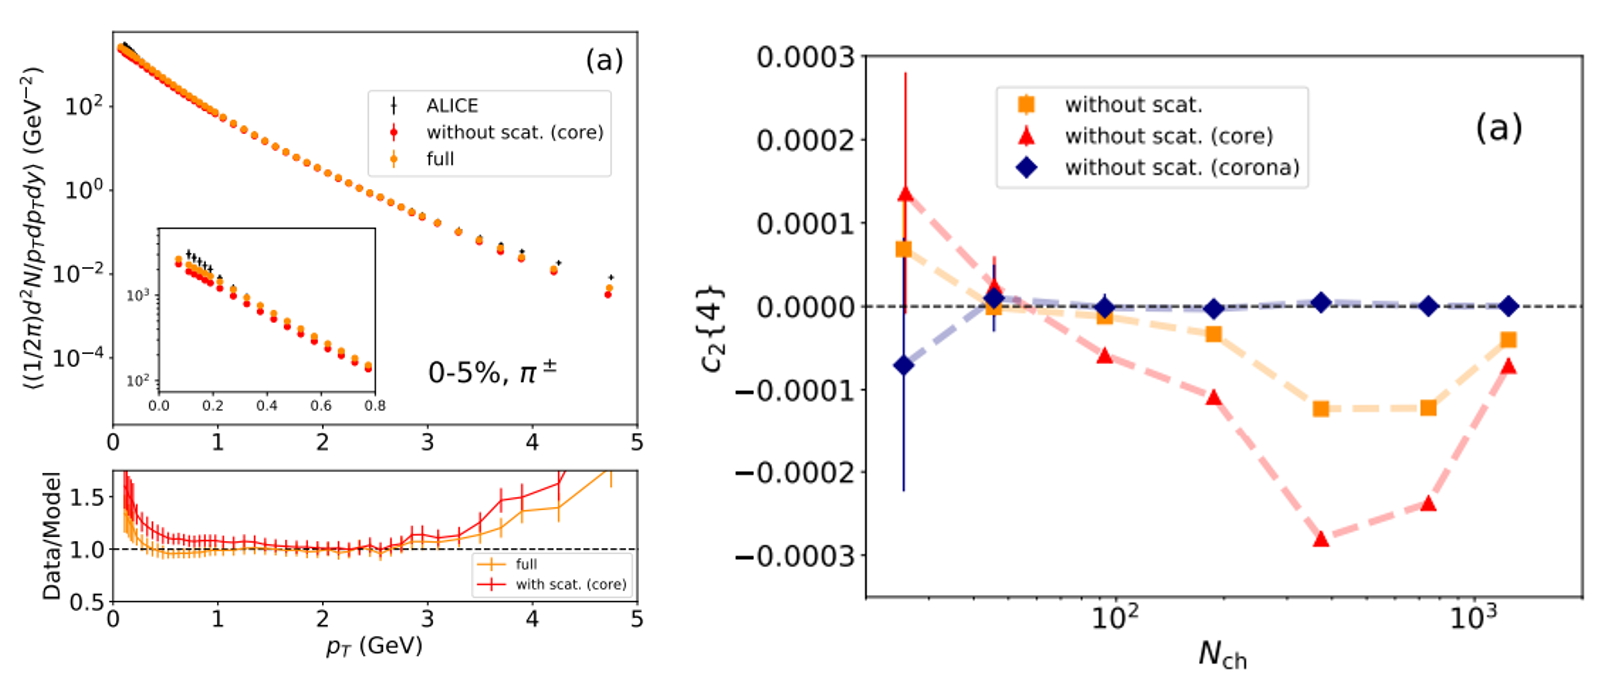 (a)
⟨(1/2π)d²N/p_T dp_T dy⟩ (GeV⁻²)
10²
10⁰
10⁻²
10⁻⁴
ALICE
without scat. (core)
full
10³
10²
0.0 0.2 0.4 0.6 0.8
0-5%, π±
0 1 2 3 4 5
Data/Model
1.5
1.0
0.5
full
with scat. (core)
0 1 2 3 4 5
p_T (GeV)
c₂{4}
0.0003
0.0002
0.0001
0.0000
−0.0001
−0.0002
−0.0003
without scat.
without scat. (core)
without scat. (corona)
(a)
10² 10³
N_ch